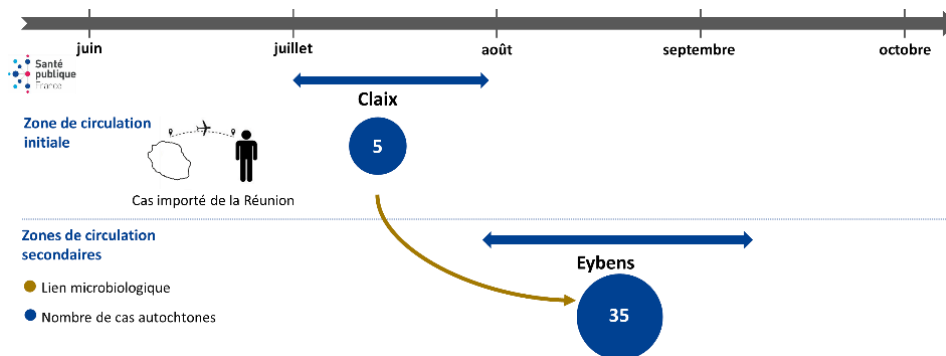 juin
juillet
août
septembre
octobre
Santé
publique
France
Claix
Zone de circulation
initiale
5
Cas importé de la Réunion
Zones de circulation
secondaires
Eybens
Lien microbiologique
Nombre de cas autochtones
35